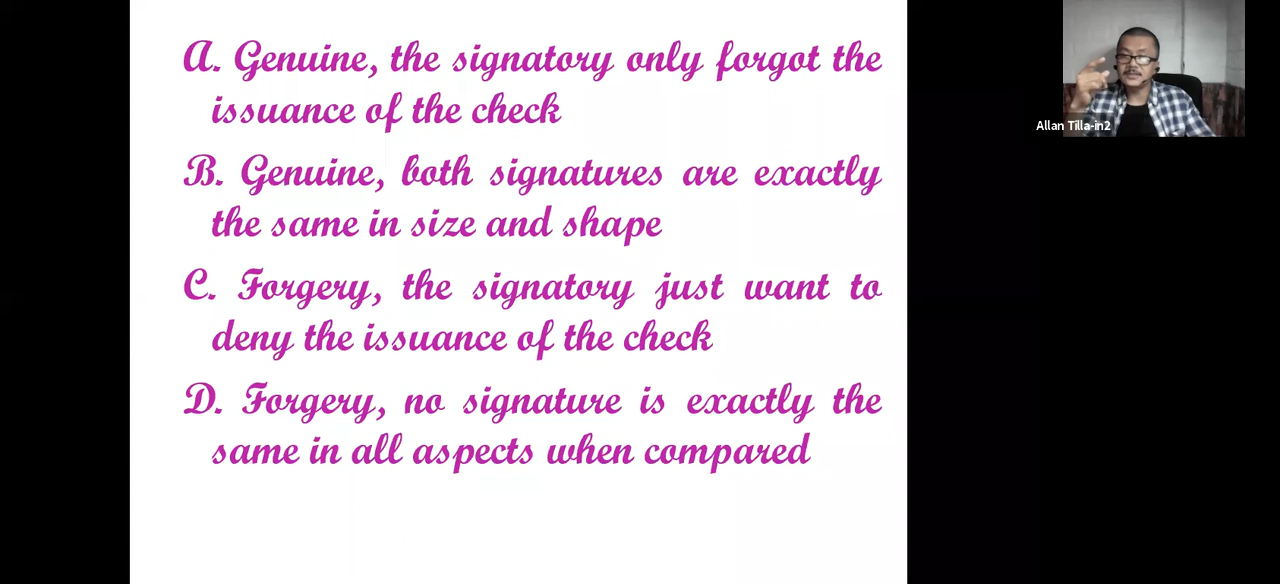 A. Genuine, the signatory only forgot the
issuance of the check
B. Genuine, both signatures are exactly
the same in size and shape
C. Forgery, the signatory just want to
deny the issuance of the check
D. Forgery, no signature is exactly the
same in all aspects when compared
Allan Tilla-in2